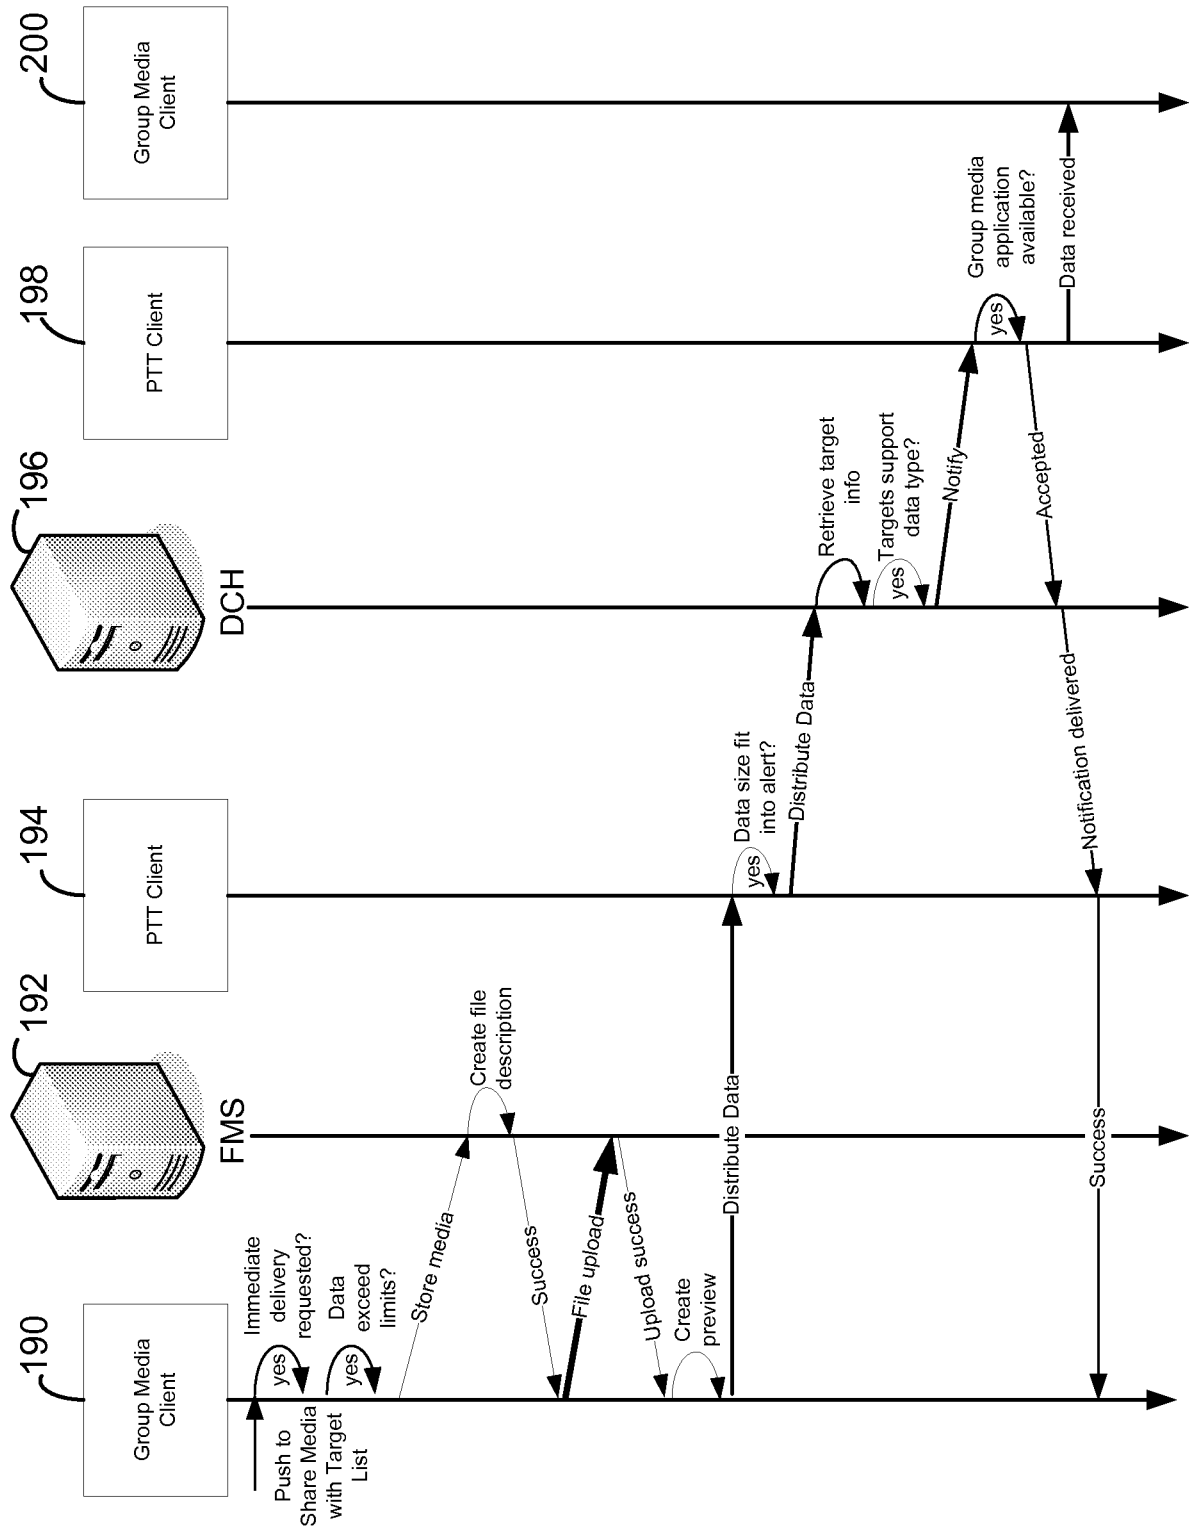 190
192
194
196
198
200
Group Media
Client
FMS
PTT Client
DCH
PTT Client
Group Media
Client
Push to
Share Media
with Target
List
Immediate
delivery
requested?
yes
Data
exceed
limits?
yes
Store media
Create file
description
Success
File upload
Upload success
Create
preview
Distribute Data
Data size fit
into alert?
yes
Distribute Data
Retrieve target
info
Targets support
data type?
yes
Notify
Group media
application
available?
yes
Accepted
Data received
Notification delivered
Success